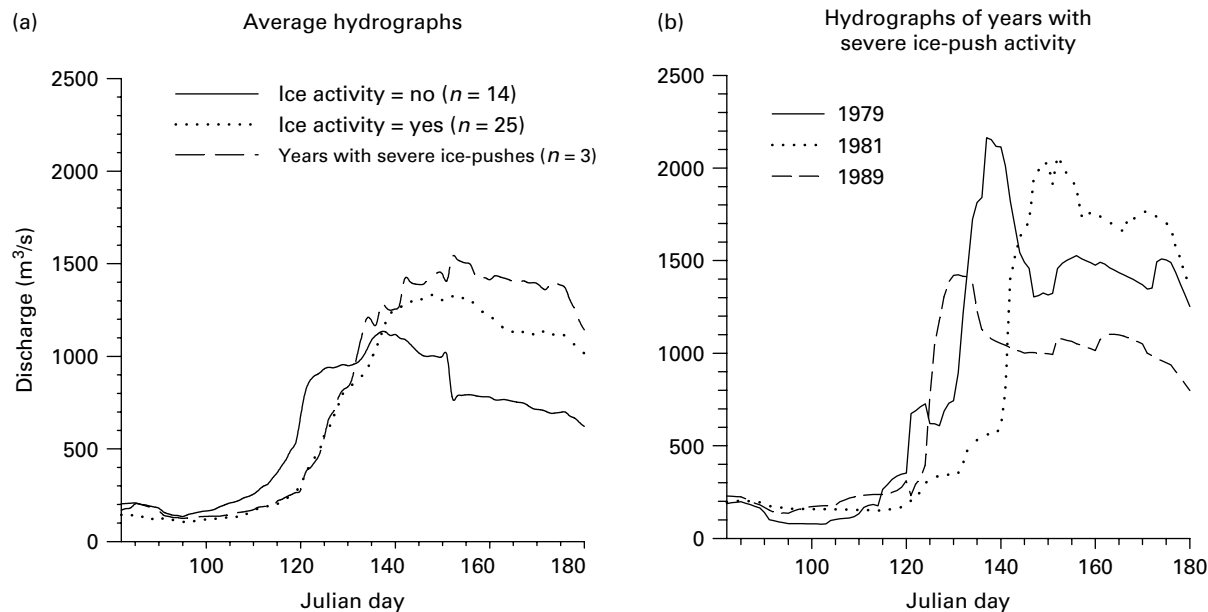 (a)
Average hydrographs
2500
2000
1500
1000
500
0
Discharge (m³/s)
Ice activity = no (n = 14)
Ice activity = yes (n = 25)
Years with severe ice-pushes (n = 3)
100
120
140
160
180
Julian day
(b)
Hydrographs of years with
severe ice-push activity
2500
2000
1500
1000
500
0
1979
1981
1989
100
120
140
160
180
Julian day